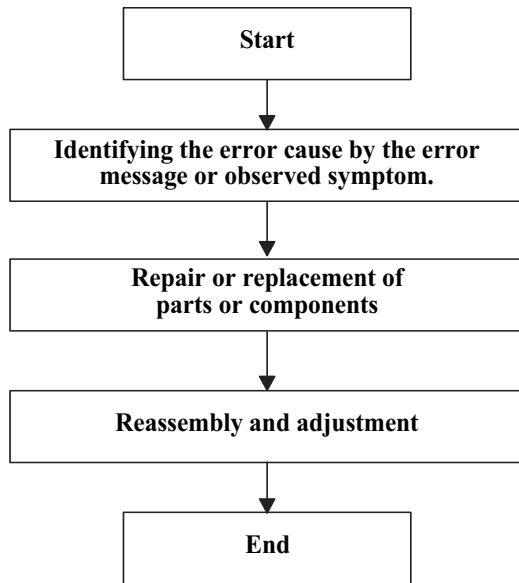 Start
Identifying the error cause by the error
message or observed symptom.
Repair or replacement of
parts or components
Reassembly and adjustment
End